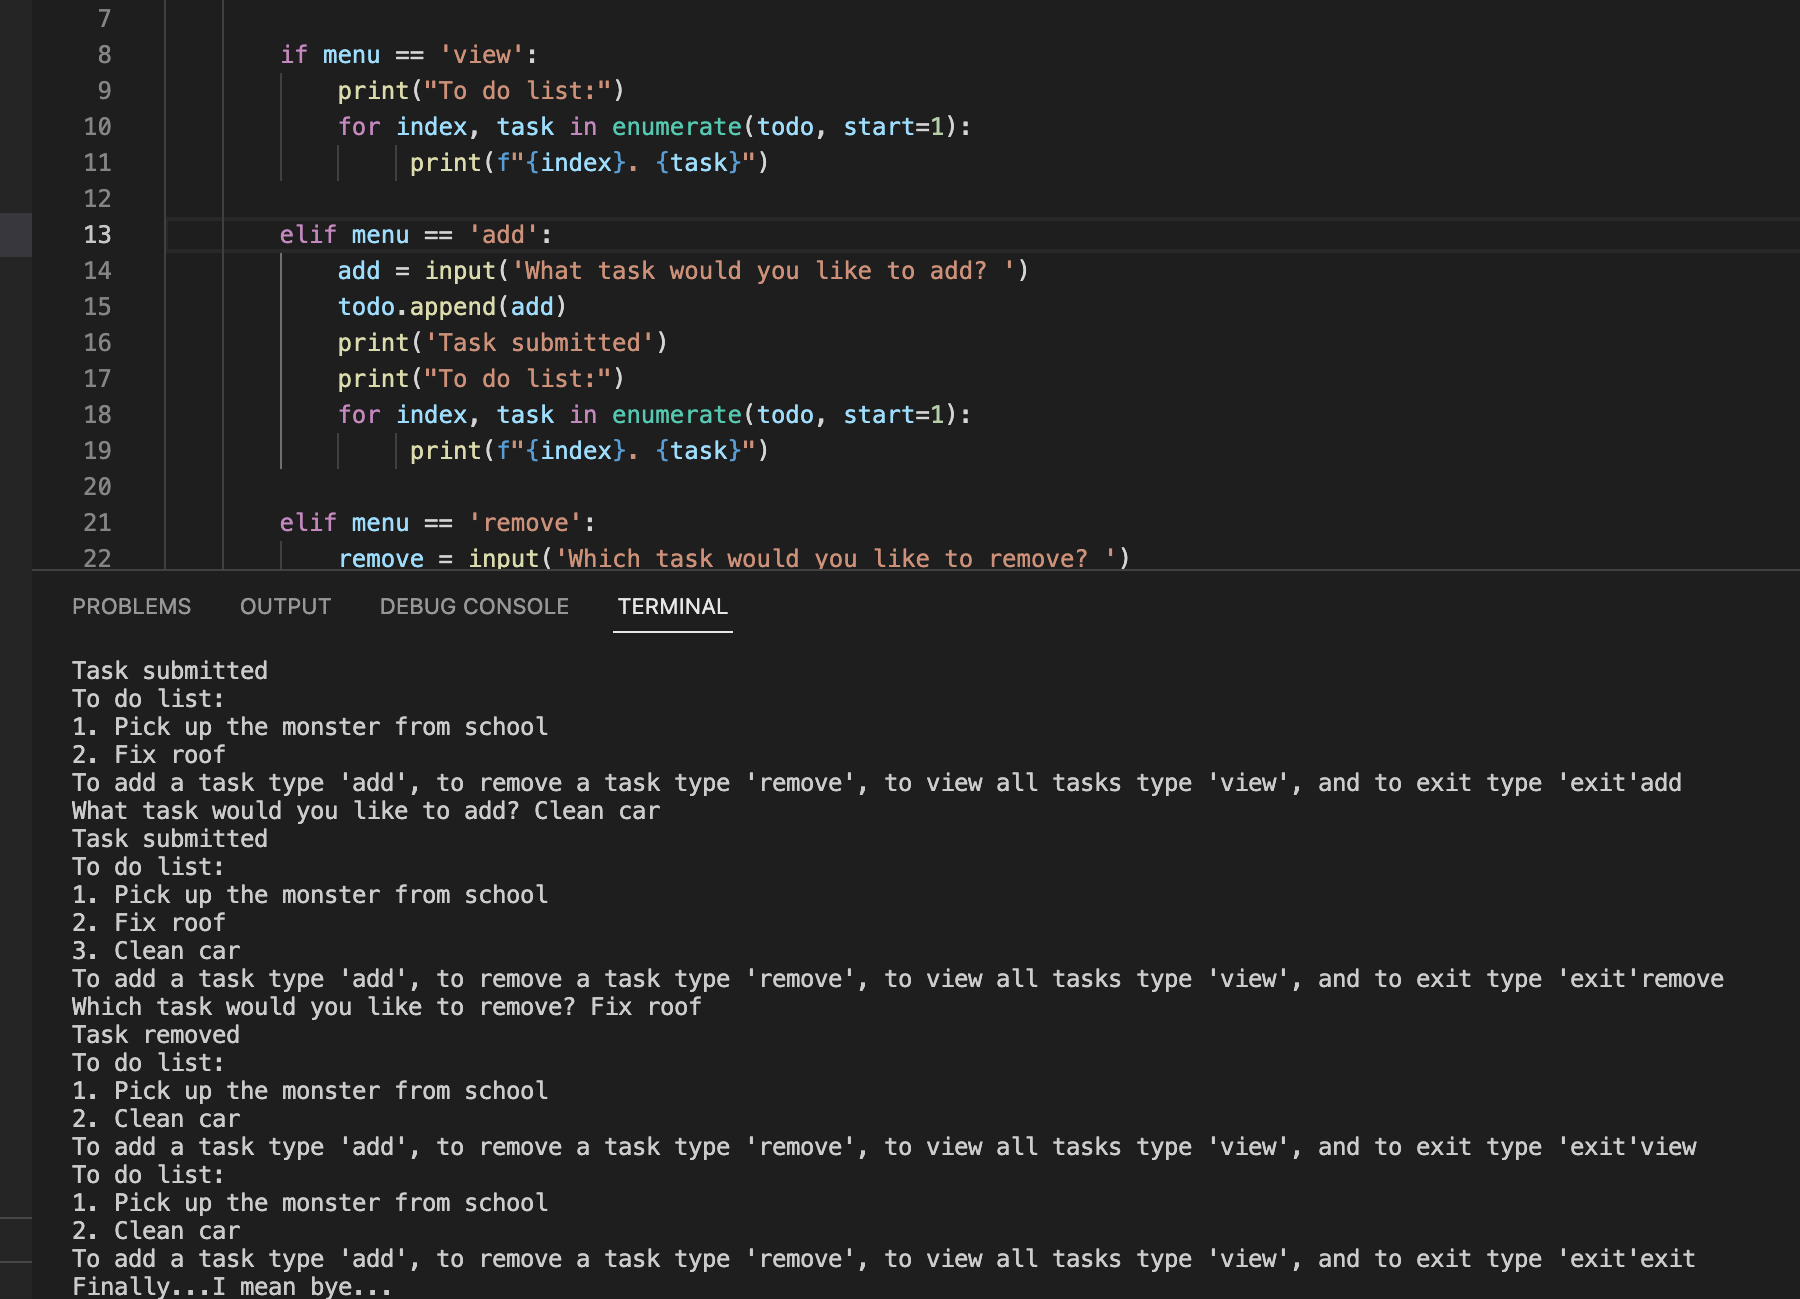 7
8 if menu == 'view':
9 print("To do list:")
10 for index, task in enumerate(todo, start=1):
11 print(f"{index}. {task}")
12
13 elif menu == 'add':
14 add = input('What task would you like to add? ')
15 todo.append(add)
16 print('Task submitted')
17 print("To do list:")
18 for index, task in enumerate(todo, start=1):
19 print(f"{index}. {task}")
20
21 elif menu == 'remove':
22 remove = input('Which task would you like to remove? ')
PROBLEMS OUTPUT DEBUG CONSOLE TERMINAL
Task submitted
To do list:
1. Pick up the monster from school
2. Fix roof
To add a task type 'add', to remove a task type 'remove', to view all tasks type 'view', and to exit type 'exit'add
What task would you like to add? Clean car
Task submitted
To do list:
1. Pick up the monster from school
2. Fix roof
3. Clean car
To add a task type 'add', to remove a task type 'remove', to view all tasks type 'view', and to exit type 'exit'remove
Which task would you like to remove? Fix roof
Task removed
To do list:
1. Pick up the monster from school
2. Clean car
To add a task type 'add', to remove a task type 'remove', to view all tasks type 'view', and to exit type 'exit'view
To do list:
1. Pick up the monster from school
2. Clean car
To add a task type 'add', to remove a task type 'remove', to view all tasks type 'view', and to exit type 'exit'exit
Finally...I mean bye...